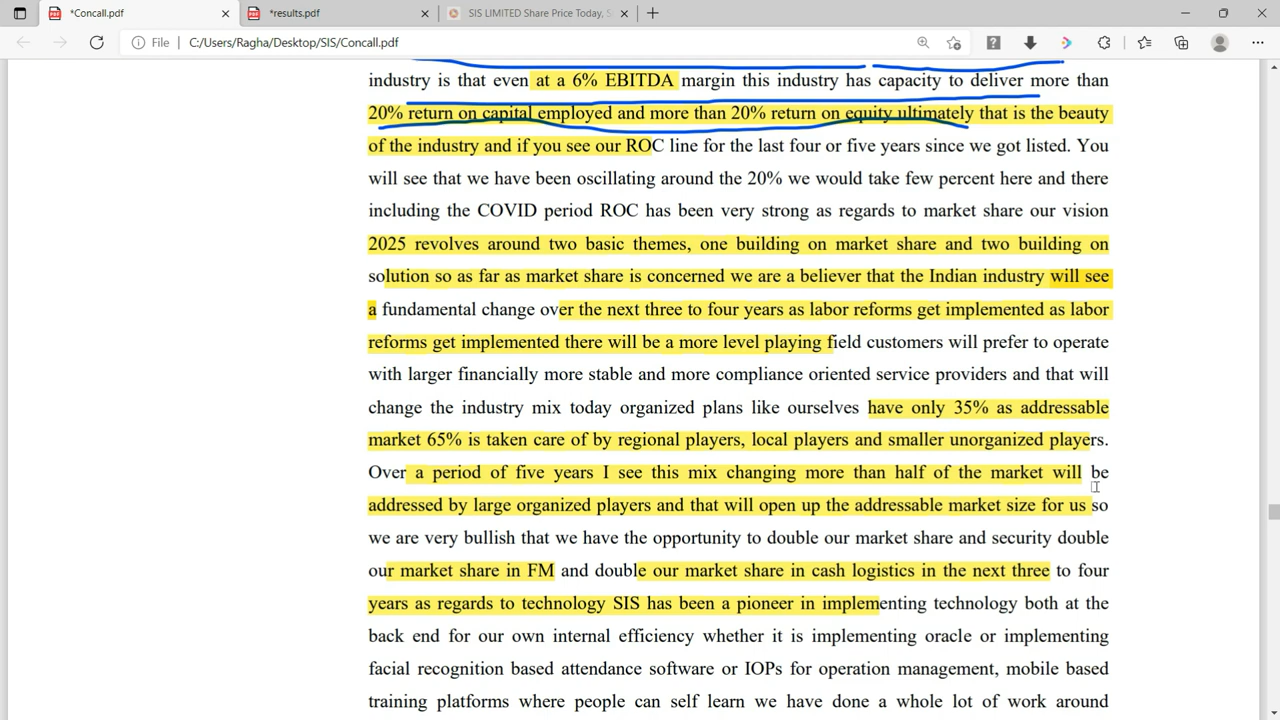 *Concall.pdf
*results.pdf
SIS LIMITED Share Price Today, S
File
C:/Users/Ragha/Desktop/SIS/Concall.pdf
industry is that even at a 6% EBITDA margin this industry has capacity to deliver more than
20% return on capital employed and more than 20% return on equity ultimately that is the beauty
of the industry and if you see our ROC line for the last four or five years since we got listed. You
will see that we have been oscillating around the 20% we would take few percent here and there
including the COVID period ROC has been very strong as regards to market share our vision
2025 revolves around two basic themes, one building on market share and two building on
solution so as far as market share is concerned we are a believer that the Indian industry will see
a fundamental change over the next three to four years as labor reforms get implemented as labor
reforms get implemented there will be a more level playing field customers will prefer to operate
with larger financially more stable and more compliance oriented service providers and that will
change the industry mix today organized plans like ourselves have only 35% as addressable
market 65% is taken care of by regional players, local players and smaller unorganized players.
Over a period of five years I see this mix changing more than half of the market will be
addressed by large organized players and that will open up the addressable market size for us so
we are very bullish that we have the opportunity to double our market share and security double
our market share in FM and double our market share in cash logistics in the next three to four
years as regards to technology SIS has been a pioneer in implementing technology both at the
back end for our own internal efficiency whether it is implementing oracle or implementing
facial recognition based attendance software or IOPs for operation management, mobile based
training platforms where people can self learn we have done a whole lot of work around